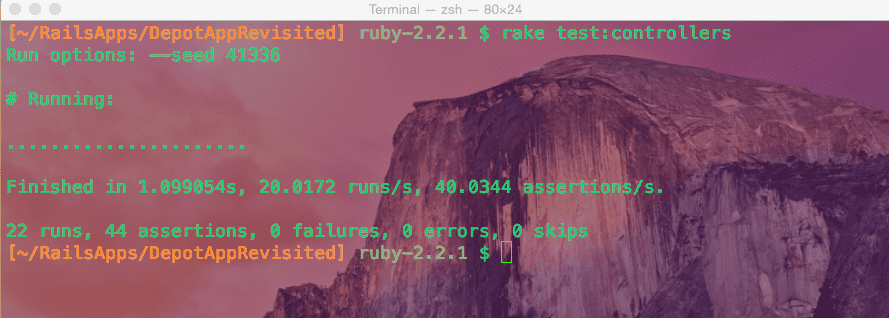 Terminal — zsh — 80×24
[~/RailsApps/DepotAppRevisited] ruby-2.2.1 $ rake test:controllers
Run options: --seed 41336
# Running:
......................
Finished in 1.099054s, 20.0172 runs/s, 40.0344 assertions/s.
22 runs, 44 assertions, 0 failures, 0 errors, 0 skips
[~/RailsApps/DepotAppRevisited] ruby-2.2.1 $